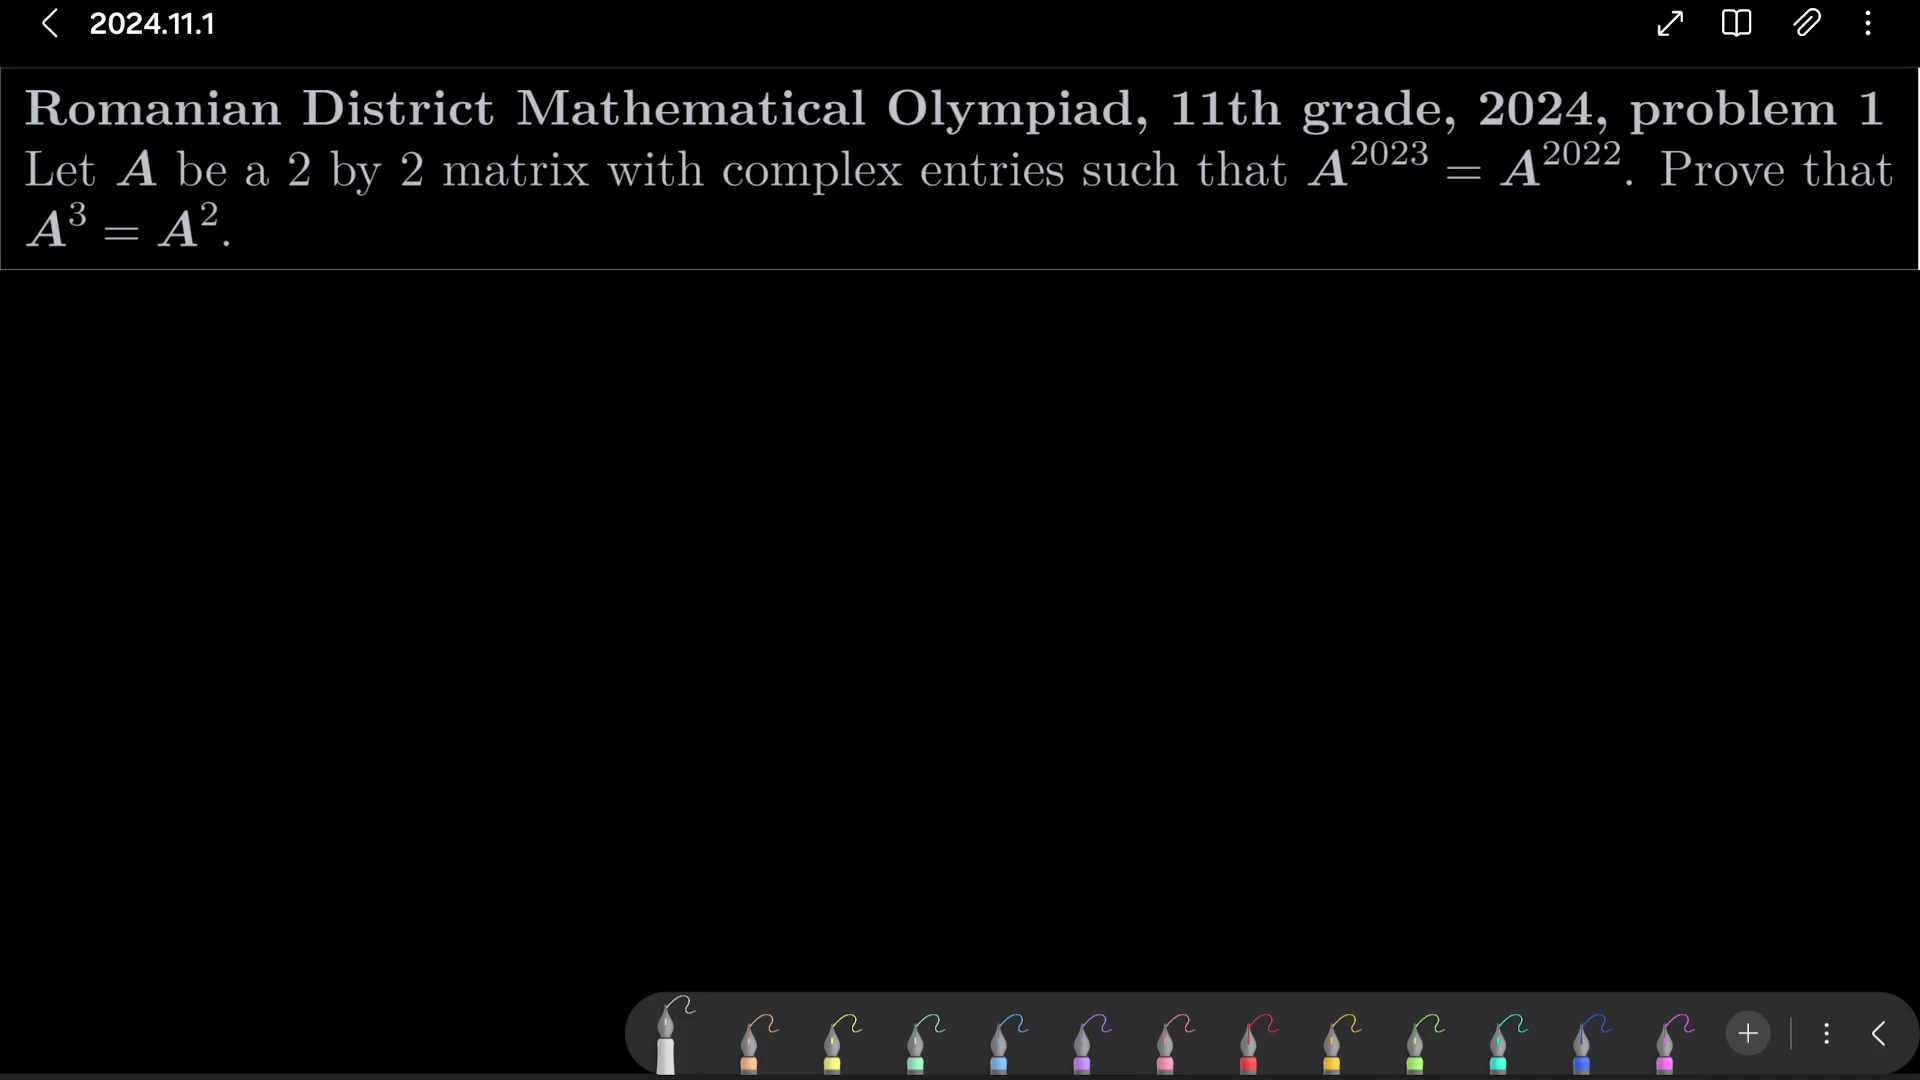 2024.11.1
Romanian District Mathematical Olympiad, 11th grade, 2024, problem 1
Let A be a 2 by 2 matrix with complex entries such that A^2023 = A^2022. Prove that
A^3 = A^2.